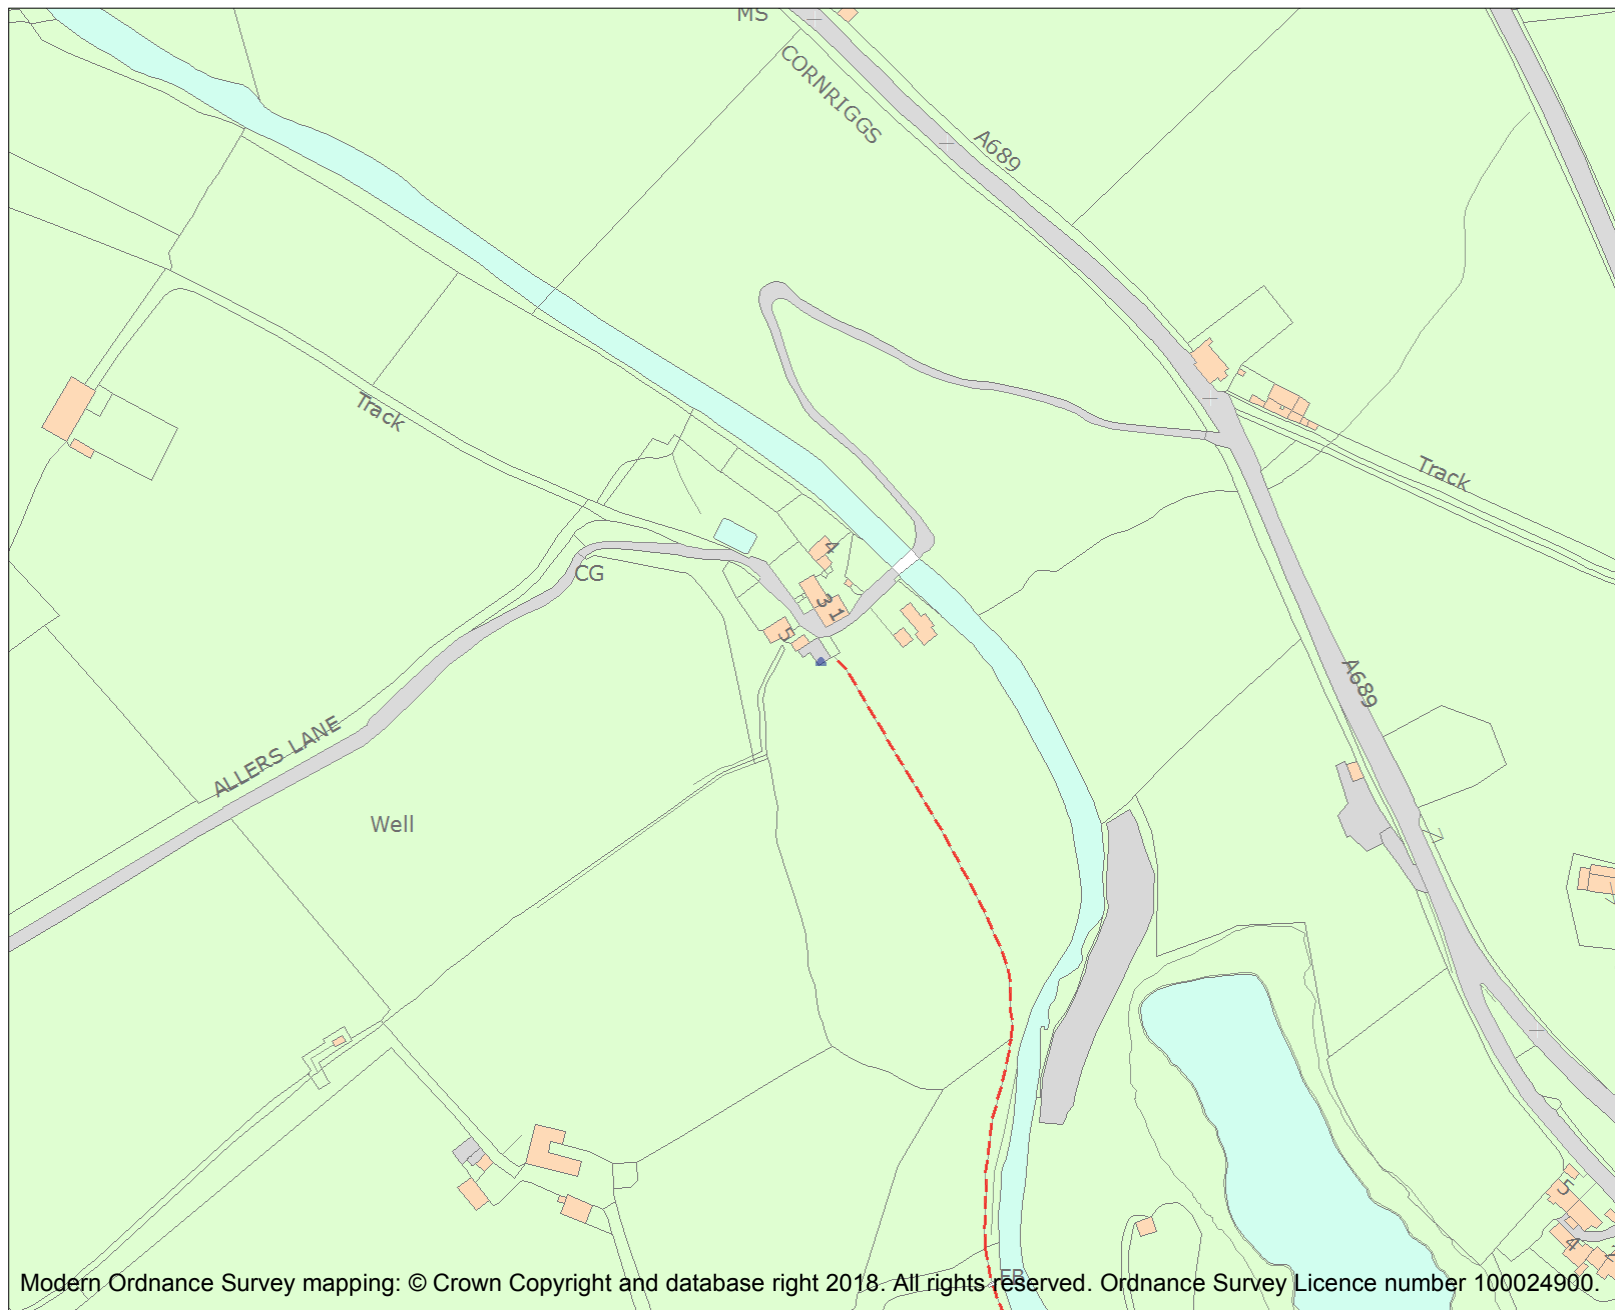 MS
CORNRIGGS
A689
Track
Track
4
CG
3
1
5
A689
ALLERS LANE
Well
5
4
FB
Modern Ordnance Survey mapping: © Crown Copyright and database right 2018. All rights reserved. Ordnance Survey Licence number 100024900.